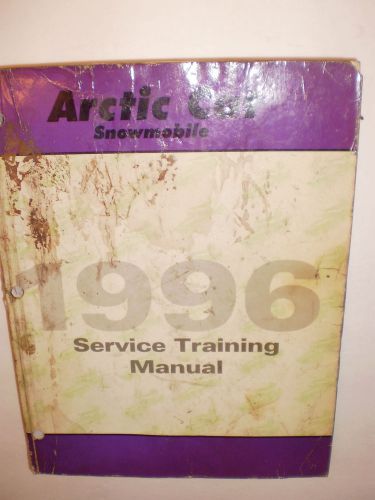 Arctic Cat
Snowmobile
1996
Service Training
Manual